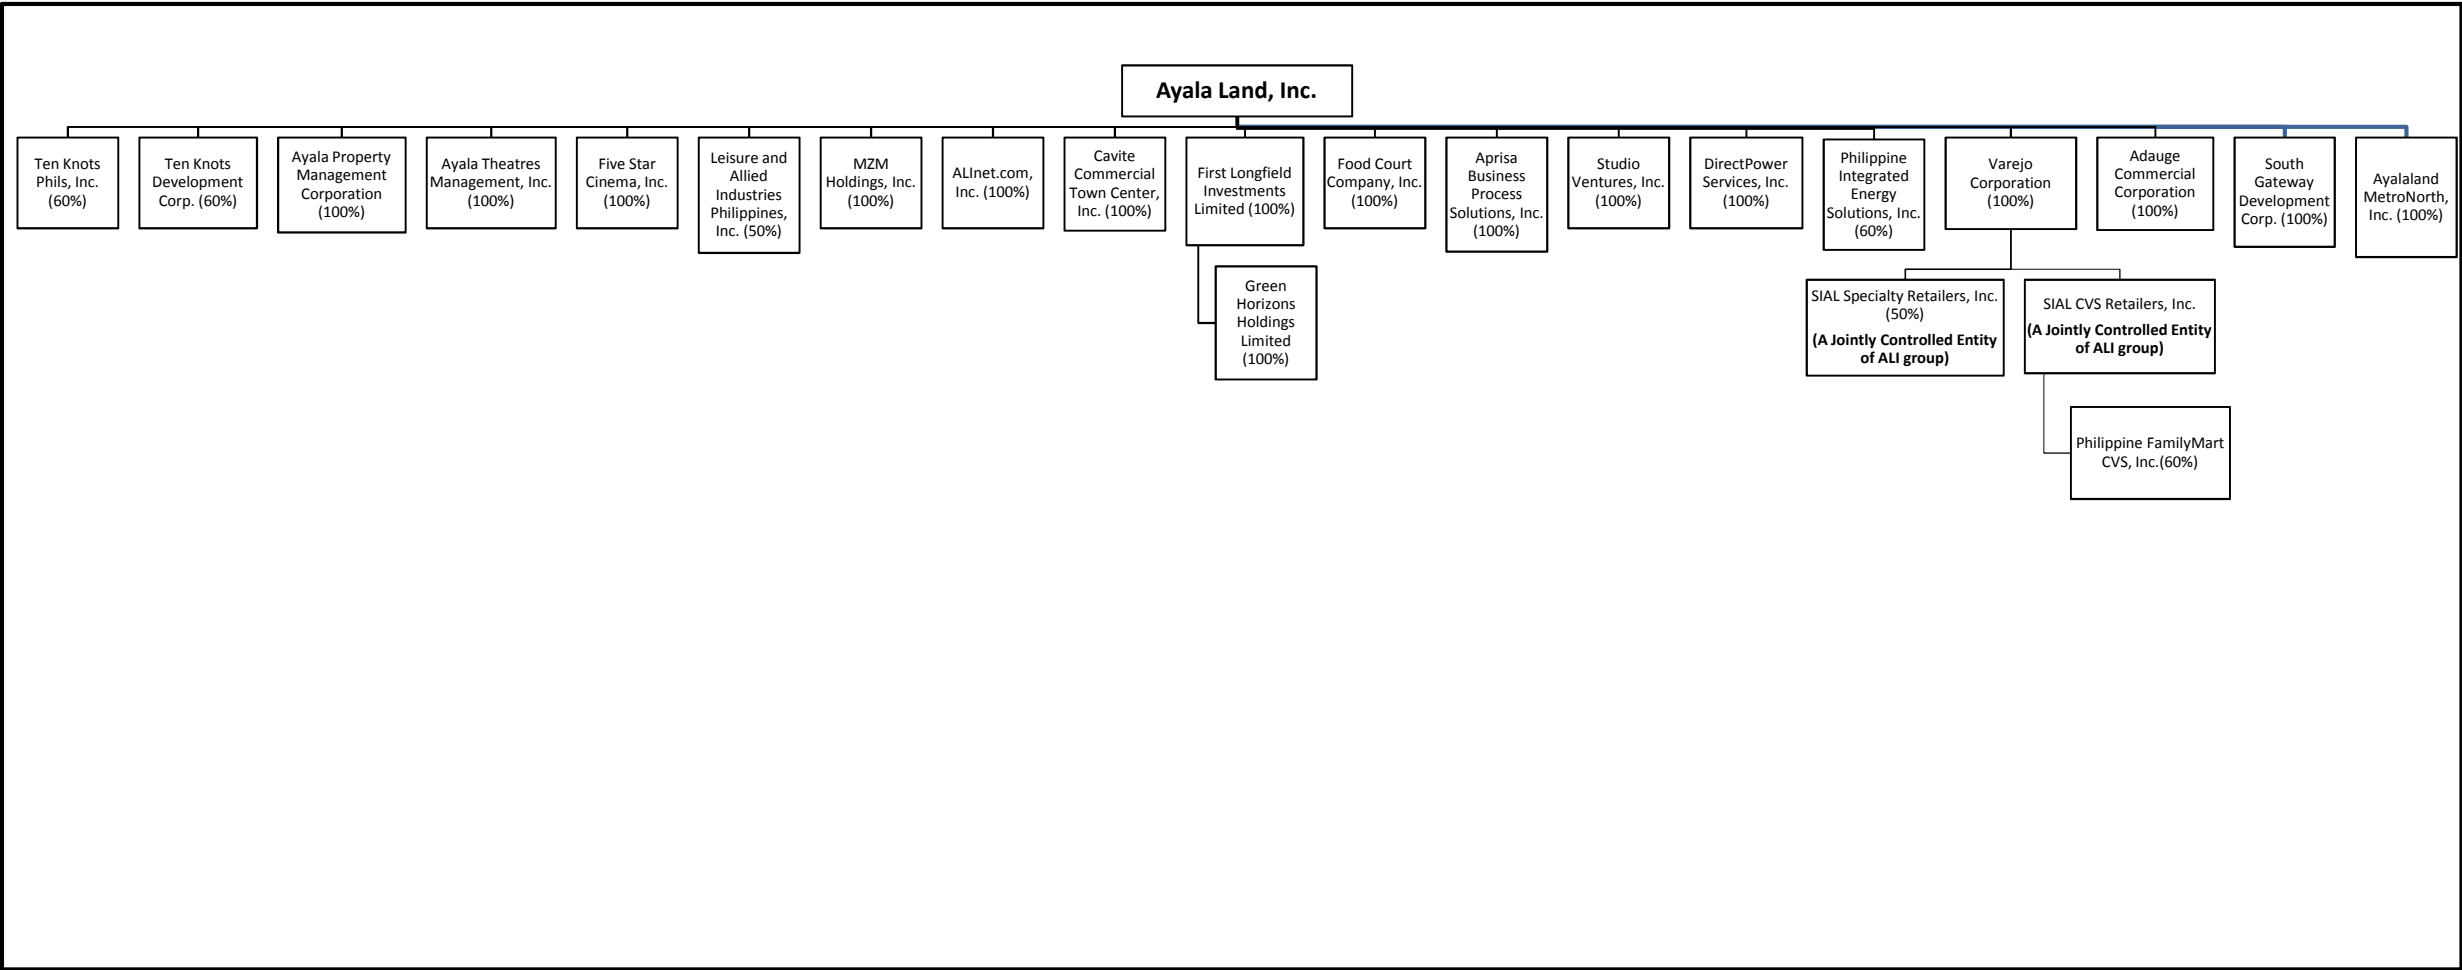 Ayala Land, Inc.
Ten Knots
Phils, Inc.
(60%)
Ten Knots
Development
Corp. (60%)
Ayala Property
Management
Corporation
(100%)
Ayala Theatres
Management, Inc.
(100%)
Five Star
Cinema, Inc.
(100%)
Leisure and
Allied
Industries
Philippines,
Inc. (50%)
MZM
Holdings, Inc.
(100%)
ALInet.com,
Inc. (100%)
Cavite
Commercial
Town Center,
Inc. (100%)
First Longfield
Investments
Limited (100%)
Food Court
Company, Inc.
(100%)
Aprisa
Business
Process
Solutions, Inc.
(100%)
Studio
Ventures, Inc.
(100%)
DirectPower
Services, Inc.
(100%)
Philippine
Integrated
Energy
Solutions, Inc.
(60%)
Varejo
Corporation
(100%)
Adauge
Commercial
Corporation
(100%)
South
Gateway
Development
Corp. (100%)
Ayalaland
MetroNorth,
Inc. (100%)
Green
Horizons
Holdings
Limited
(100%)
SIAL Specialty Retailers, Inc.
(50%)
(A Jointly Controlled Entity
of ALI group)
SIAL CVS Retailers, Inc.
(A Jointly Controlled Entity
of ALI group)
Philippine FamilyMart
CVS, Inc.(60%)